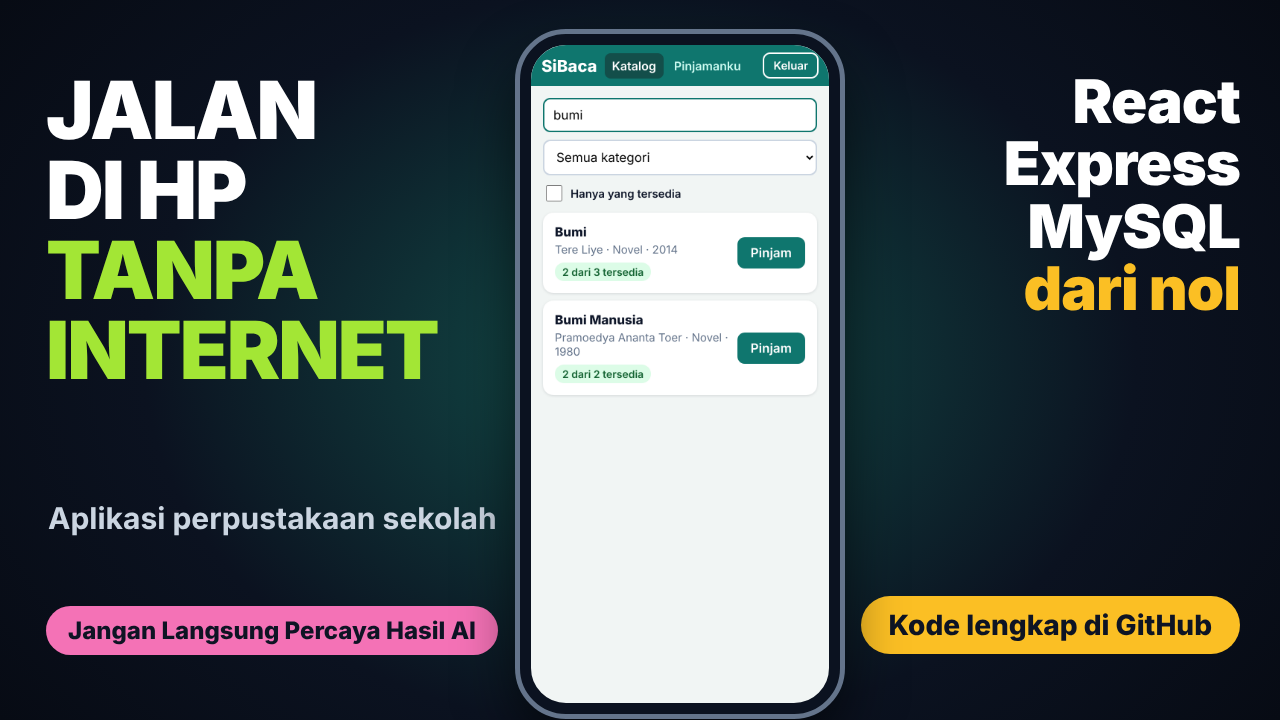 JALAN
DI HP
TANPA
INTERNET
Aplikasi perpustakaan sekolah
Jangan Langsung Percaya Hasil AI
SiBaca Katalog Pinjamanku Keluar
bumi
Semua kategori
Hanya yang tersedia
Bumi
Tere Liye · Novel · 2014
2 dari 3 tersedia
Pinjam
Bumi Manusia
Pramoedya Ananta Toer · Novel ·
1980
2 dari 2 tersedia
Pinjam
React
Express
MySQL
dari nol
Kode lengkap di GitHub